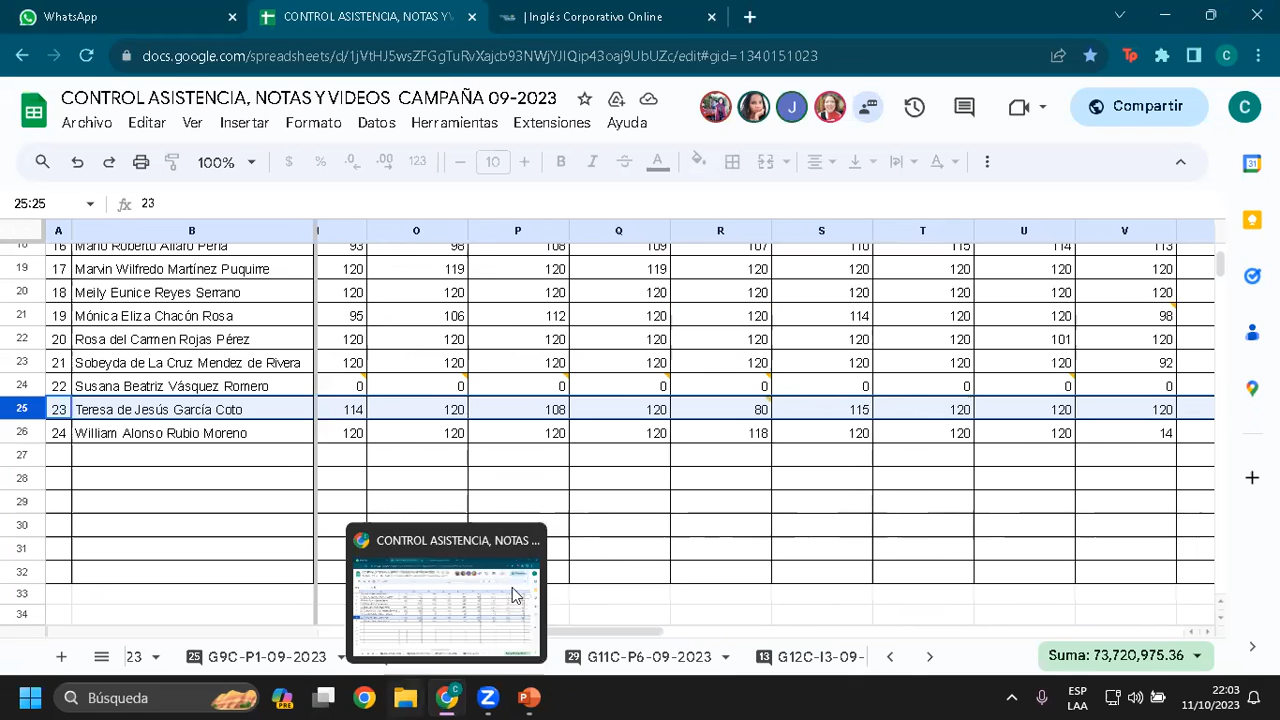 WhatsApp
CONTROL ASISTENCIA, NOTAS Y V
| Inglés Corporativo Online
docs.google.com/spreadsheets/d/1jVtHJ5wsZFGgTuRvXajcb93NWjYJIQip43oaj9UbUZc/edit#gid=1340151023
CONTROL ASISTENCIA, NOTAS Y VIDEOS CAMPAÑA 09-2023
J
Compartir
C
Archivo Editar Ver Insertar Formato Datos Herramientas Extensiones Ayuda
100% $ % .0 .00 123 10 B I A
25:25 fx 23
A B O P Q R S T U V
16 Mario Roberto Alfaro Peña 93 98 108 109 107 110 115 114 113
19 17 Marvin Wilfredo Martínez Puquirre 120 119 120 119 120 120 120 120 120
20 18 Meily Eunice Reyes Serrano 120 120 120 120 120 120 120 120 120
21 19 Mónica Eliza Chacón Rosa 95 106 112 120 120 114 120 120 98
22 20 Rosa del Carmen Rojas Pérez 120 120 120 120 120 120 120 101 120
23 21 Sobeyda de La Cruz Mendez de Rivera 120 120 120 120 120 120 120 120 92
24 22 Susana Beatriz Vásquez Romero 0 0 0 0 0 0 0 0 0
25 23 Teresa de Jesús García Coto 114 120 108 120 80 115 120 120 120
26 24 William Alonso Rubio Moreno 120 120 120 120 118 120 120 120 14
27
28
29
30
31
32
33
34
CONTROL ASISTENCIA, NOTAS ...
23 25 G9C-P1-09-2023 29 G11C-P6-09-2023 13 G12C-I3-09- Suma: 73,720,975.36
Búsqueda
PRE
ESP
LAA
22:03
11/10/2023